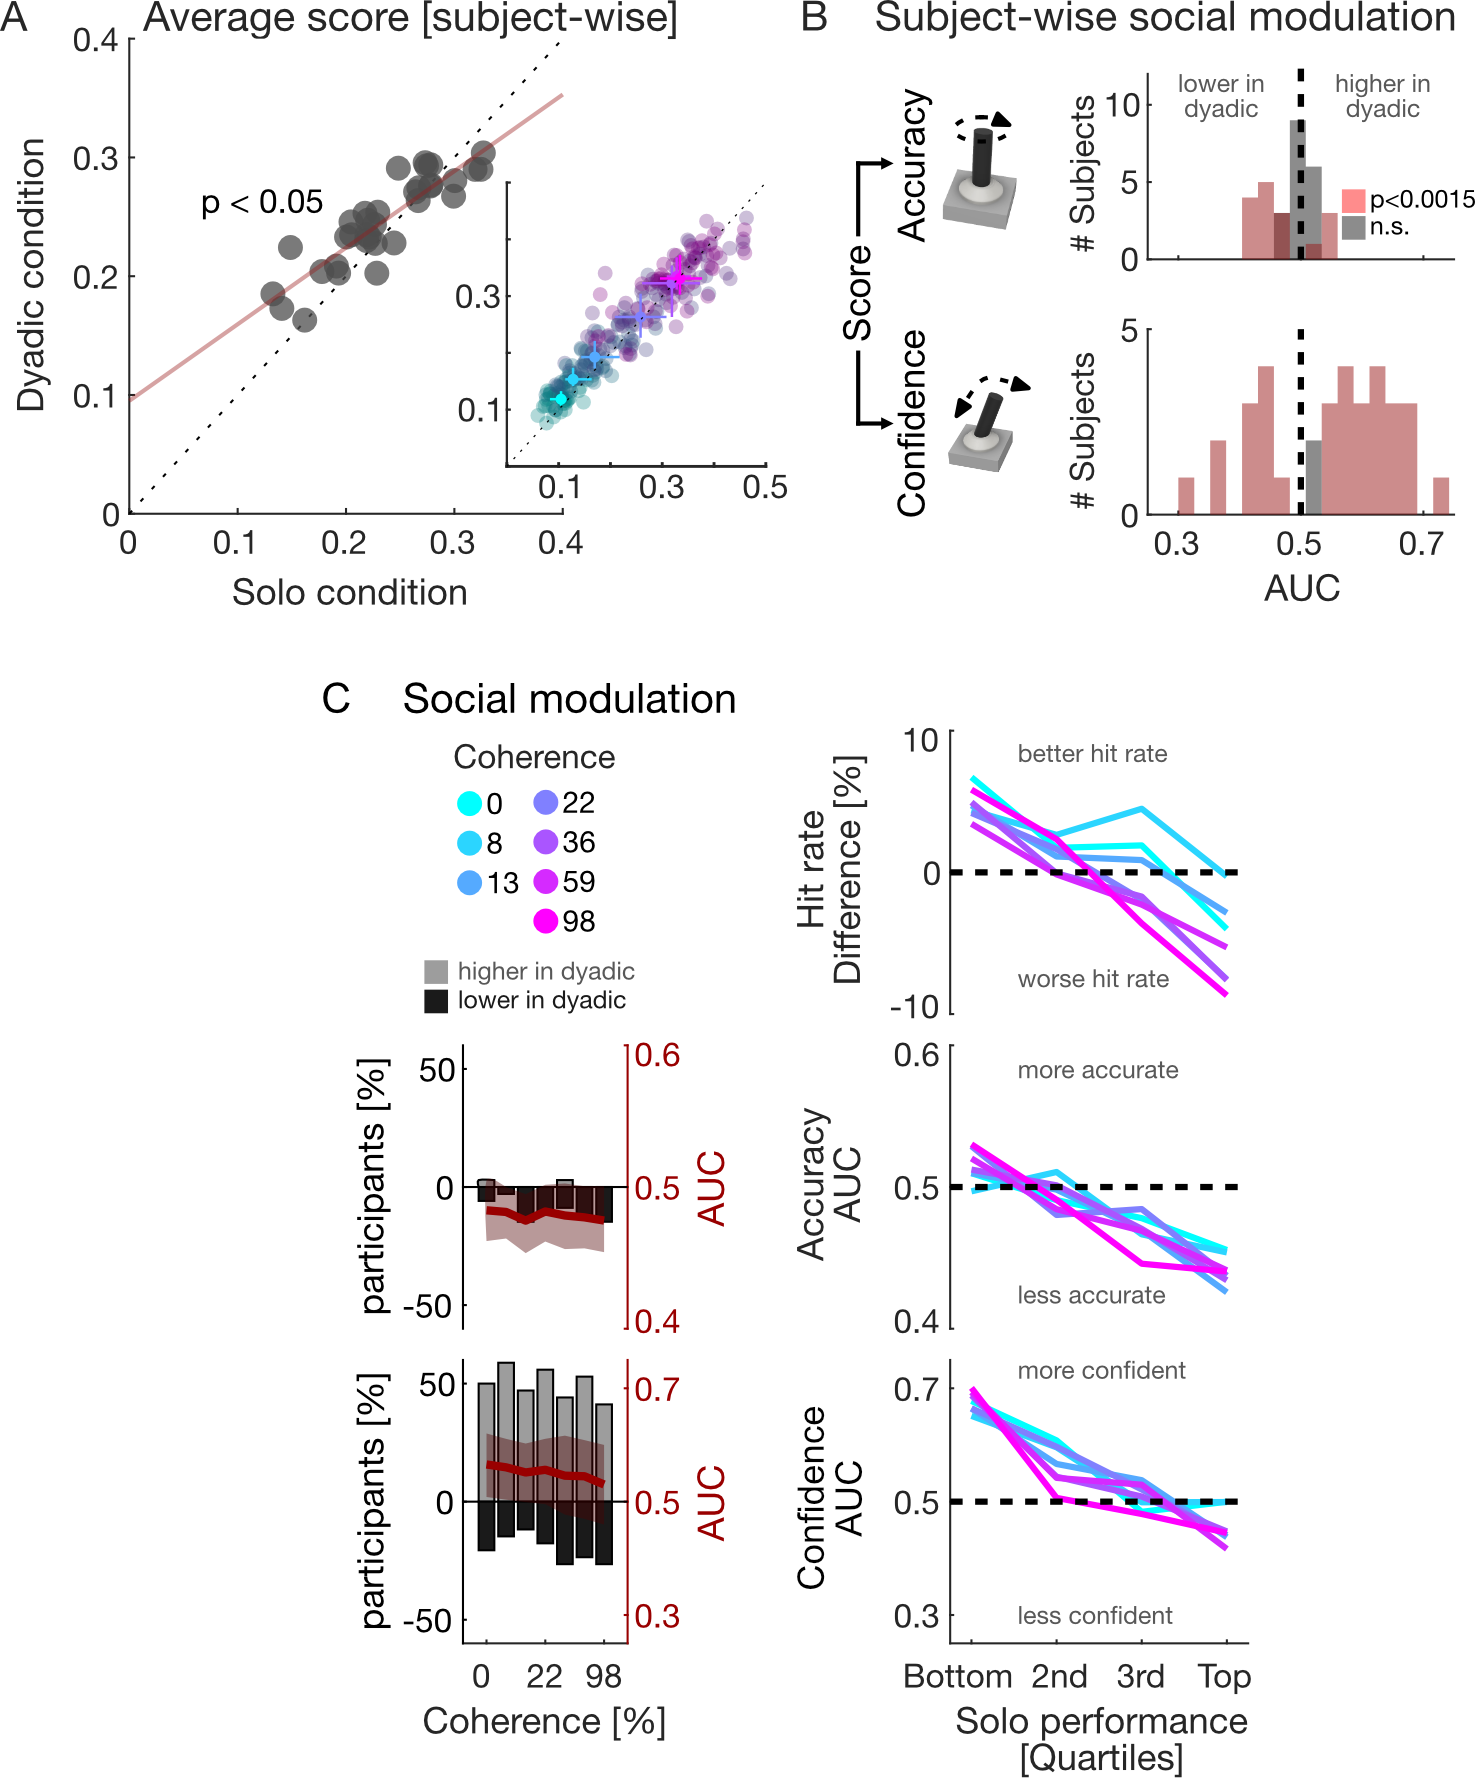 A
Average score [subject-wise]
0.4
0.3
0.2
0.1
0
Dyadic condition
p < 0.05
0
0.1
0.2
0.3
0.4
Solo condition
0.3
0.1
0.1
0.3
0.5
B
Subject-wise social modulation
Score
Accuracy
Confidence
# Subjects
10
5
0
lower in
dyadic
higher in
dyadic
p<0.0015
n.s.
# Subjects
5
0
0.3
0.5
0.7
AUC
C
Social modulation
Coherence
0
22
8
36
13
59
98
higher in dyadic
lower in dyadic
participants [%]
50
0
-50
0.6
0.5
0.4
AUC
participants [%]
50
0
-50
0.7
0.5
0.3
AUC
0
22
98
Coherence [%]
Hit rate
Difference [%]
10
0
-10
better hit rate
worse hit rate
Accuracy
AUC
0.6
0.5
0.4
more accurate
less accurate
Confidence
AUC
0.7
0.5
0.3
more confident
less confident
Bottom
2nd
3rd
Top
Solo performance
[Quartiles]